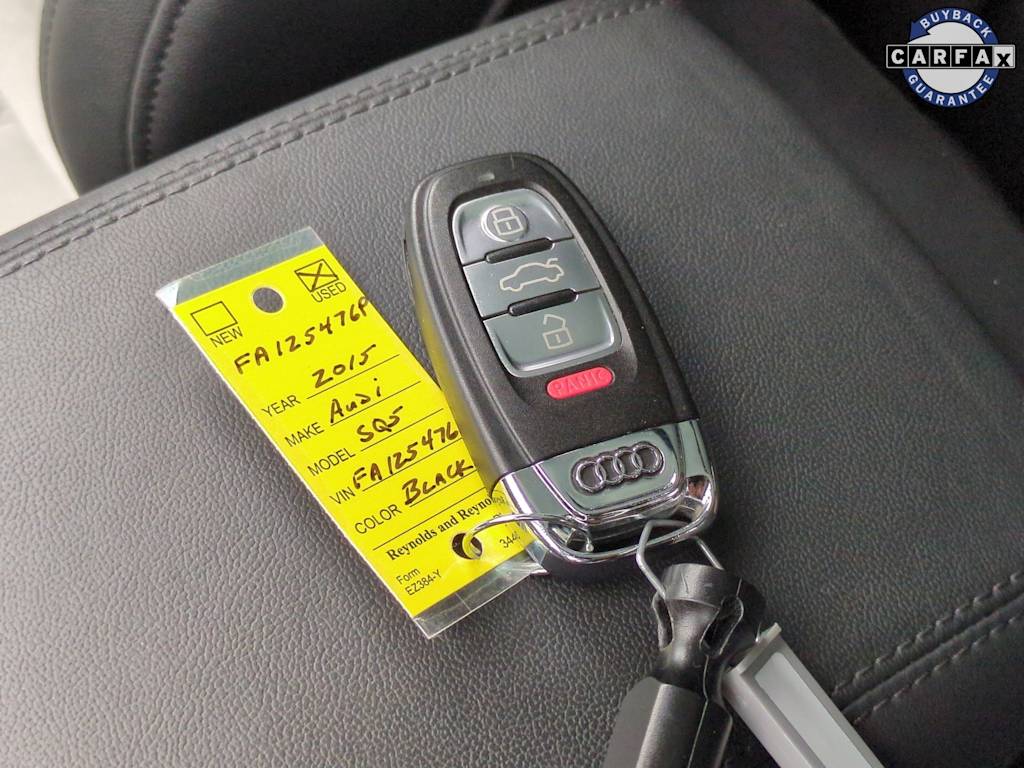 BUYBACK
CARFAX
GUARANTEE
NEW
USED
FA125476P
YEAR 2015
MAKE Audi
MODEL SQ5
VIN FA125476
COLOR BLACK
Reynolds and
Form
EZ384-Y
PANIC